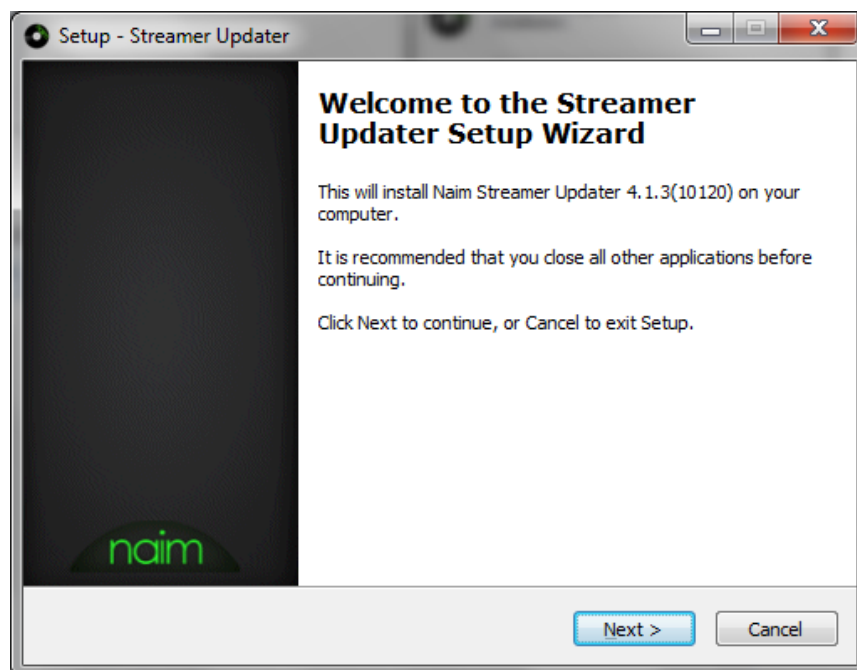 Setup - Streamer Updater
Welcome to the Streamer
Updater Setup Wizard
This will install Naim Streamer Updater 4.1.3(10120) on your
computer.
It is recommended that you close all other applications before
continuing.
Click Next to continue, or Cancel to exit Setup.
naim
Next >
Cancel